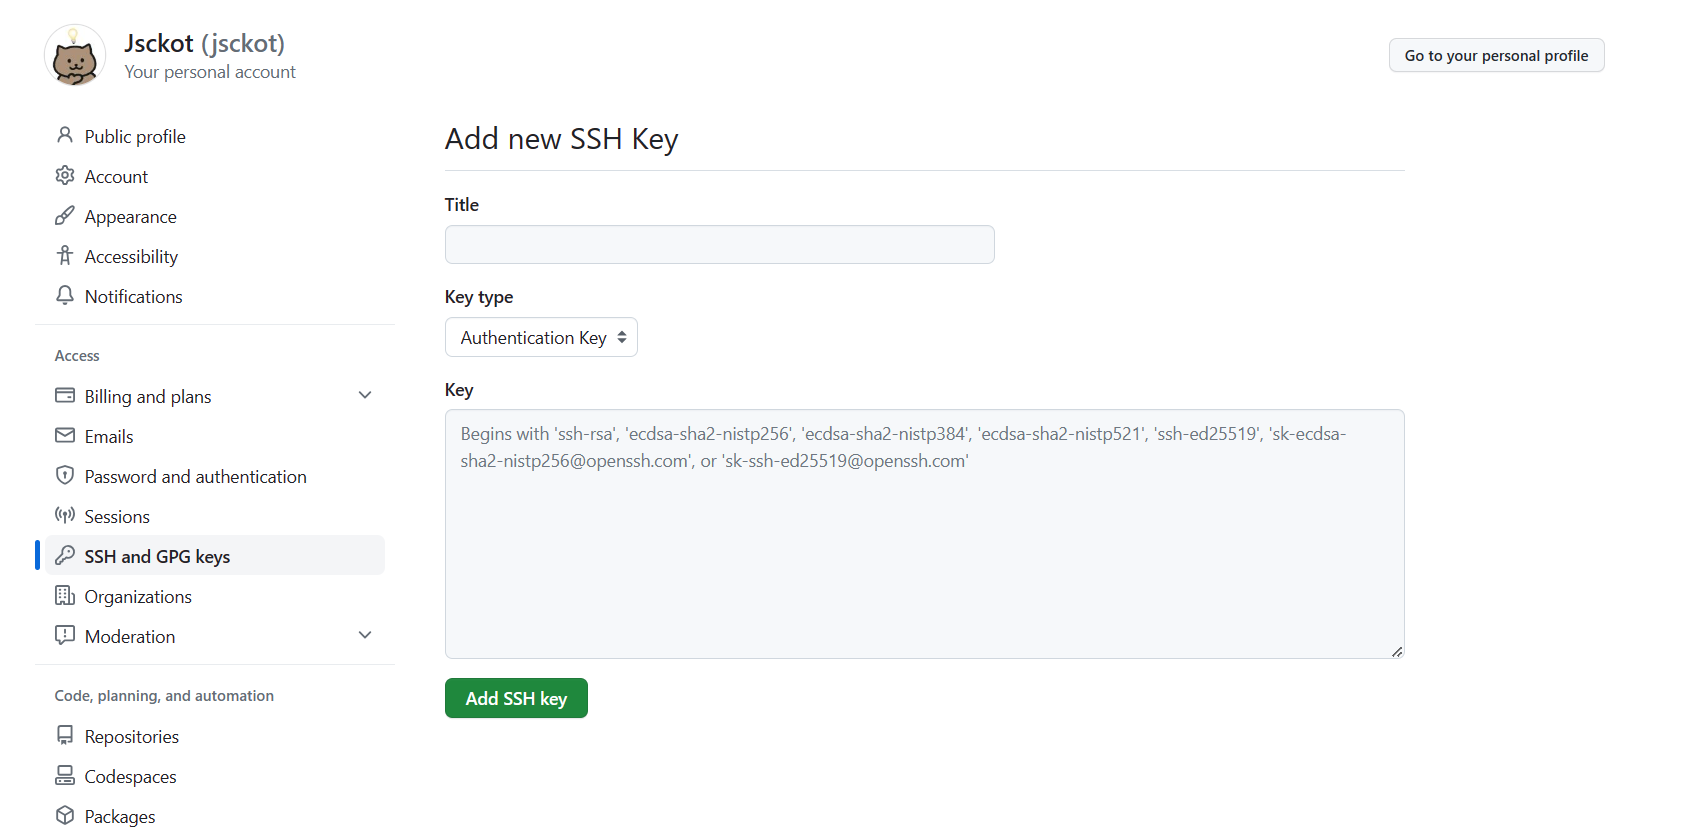 Jsckot (jsckot)
Your personal account
Go to your personal profile
Public profile
Account
Appearance
Accessibility
Notifications
Access
Billing and plans
Emails
Password and authentication
Sessions
SSH and GPG keys
Organizations
Moderation
Code, planning, and automation
Repositories
Codespaces
Packages
Add new SSH Key
Title
Key type
Authentication Key
Key
Begins with 'ssh-rsa', 'ecdsa-sha2-nistp256', 'ecdsa-sha2-nistp384', 'ecdsa-sha2-nistp521', 'ssh-ed25519', 'sk-ecdsa-
sha2-nistp256@openssh.com', or 'sk-ssh-ed25519@openssh.com'
Add SSH key